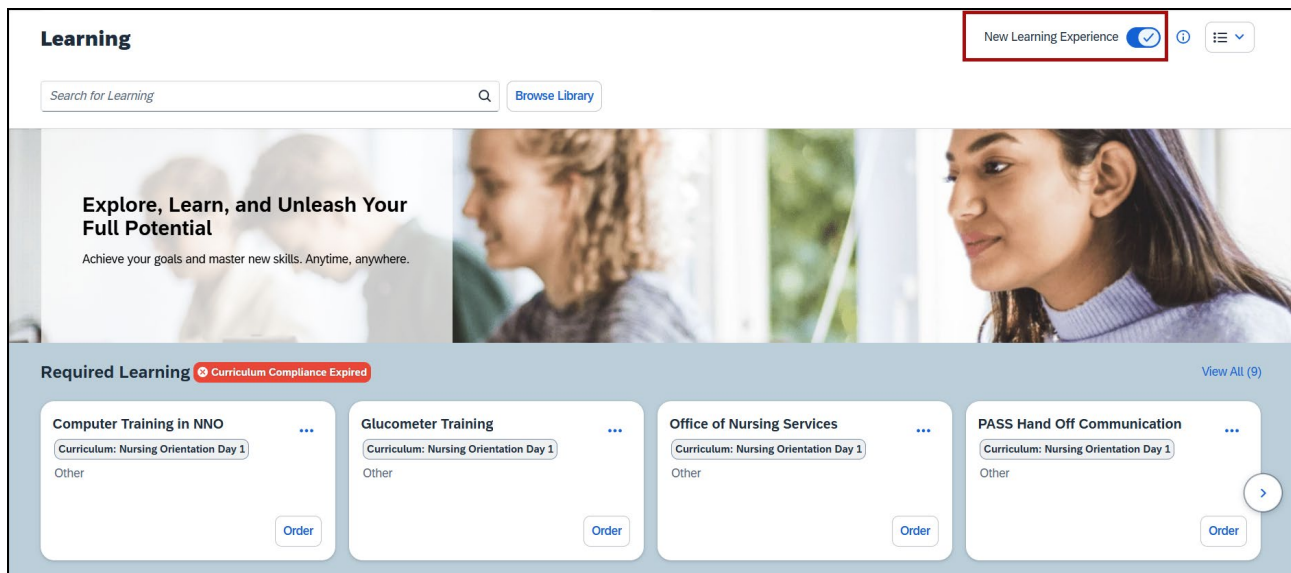 Learning
New Learning Experience
Search for Learning
Browse Library
Explore, Learn, and Unleash Your
Full Potential
Achieve your goals and master new skills. Anytime, anywhere.
Required Learning
Curriculum Compliance Expired
View All (9)
Computer Training in NNO
Curriculum: Nursing Orientation Day 1
Other
Order
Glucometer Training
Curriculum: Nursing Orientation Day 1
Other
Order
Office of Nursing Services
Curriculum: Nursing Orientation Day 1
Other
Order
PASS Hand Off Communication
Curriculum: Nursing Orientation Day 1
Other
Order